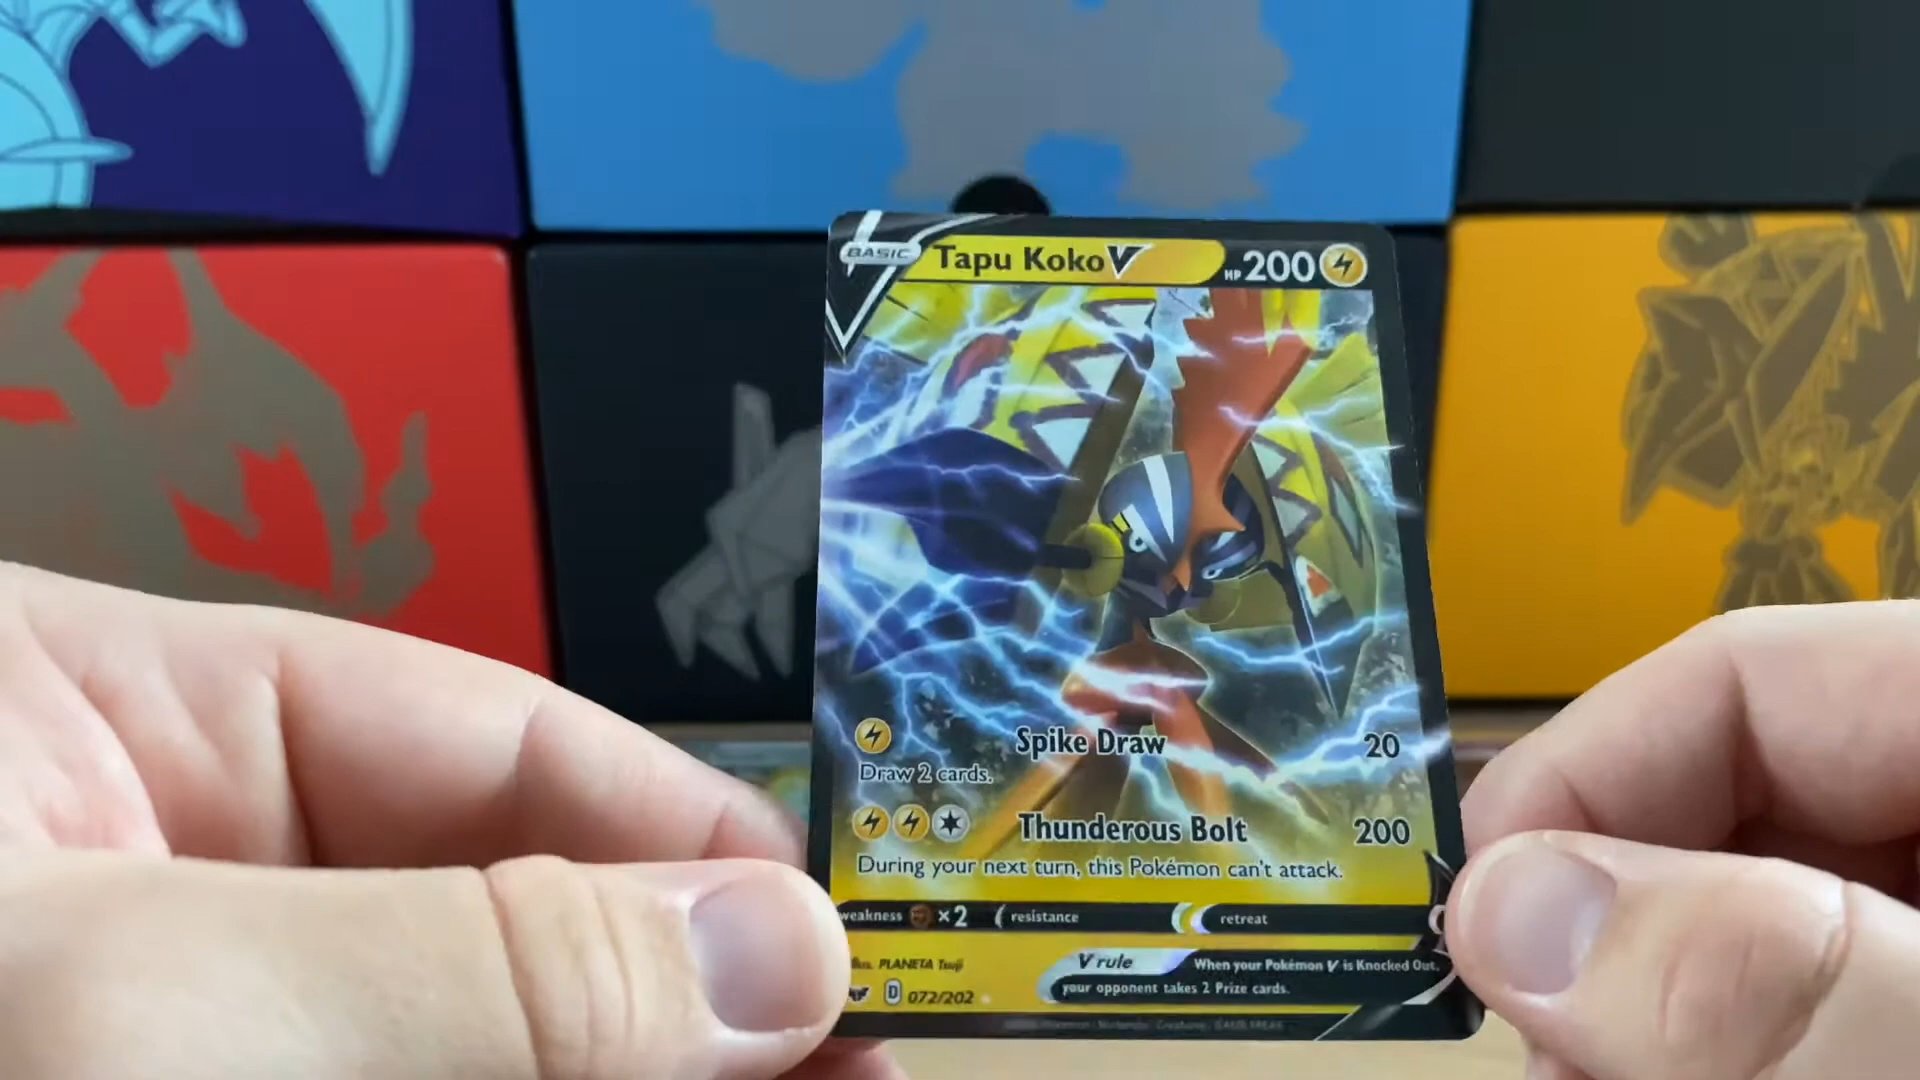 BASIC Tapu Koko V HP 200
Spike Draw 20
Draw 2 cards.
Thunderous Bolt 200
During your next turn, this Pokémon can't attack.
weakness ×2 resistance retreat
Illus. PLANETA Tsuji
V rule When your Pokémon V is Knocked Out,
your opponent takes 2 Prize cards.
D 072/202